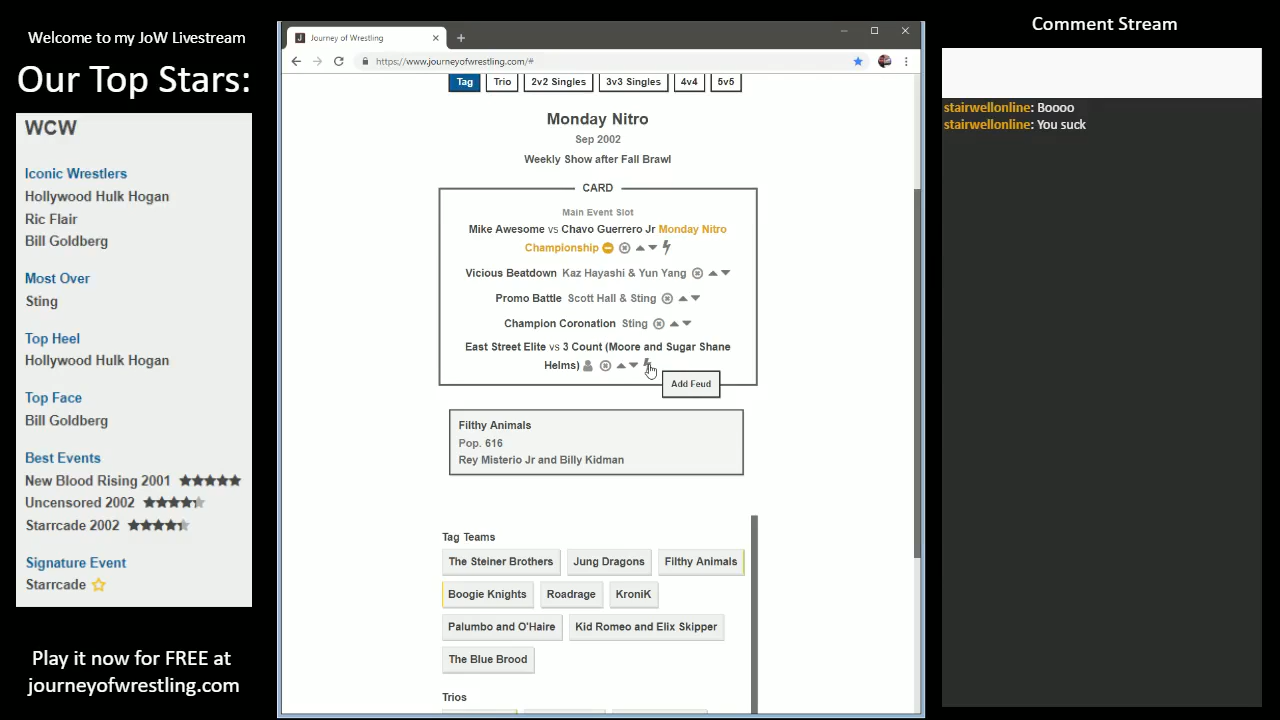 Welcome to my JoW Livestream
Our Top Stars:
WCW
Iconic Wrestlers
Hollywood Hulk Hogan
Ric Flair
Bill Goldberg
Most Over
Sting
Top Heel
Hollywood Hulk Hogan
Top Face
Bill Goldberg
Best Events
New Blood Rising 2001
Uncensored 2002
Starrcade 2002
Signature Event
Starrcade
Play it now for FREE at
journeyofwrestling.com
Journey of Wrestling
https://www.journeyofwrestling.com/#
Tag Trio 2v2 Singles 3v3 Singles 4v4 5v5
Monday Nitro
Sep 2002
Weekly Show after Fall Brawl
CARD
Main Event Slot
Mike Awesome vs Chavo Guerrero Jr Monday Nitro
Championship
Vicious Beatdown Kaz Hayashi & Yun Yang
Promo Battle Scott Hall & Sting
Champion Coronation Sting
East Street Elite vs 3 Count (Moore and Sugar Shane
Helms)
Add Feud
Filthy Animals
Pop. 616
Rey Misterio Jr and Billy Kidman
Tag Teams
The Steiner Brothers Jung Dragons Filthy Animals
Boogie Knights Roadrage KroniK
Palumbo and O'Haire Kid Romeo and Elix Skipper
The Blue Brood
Trios
Comment Stream
stairwellonline: Boooo
stairwellonline: You suck